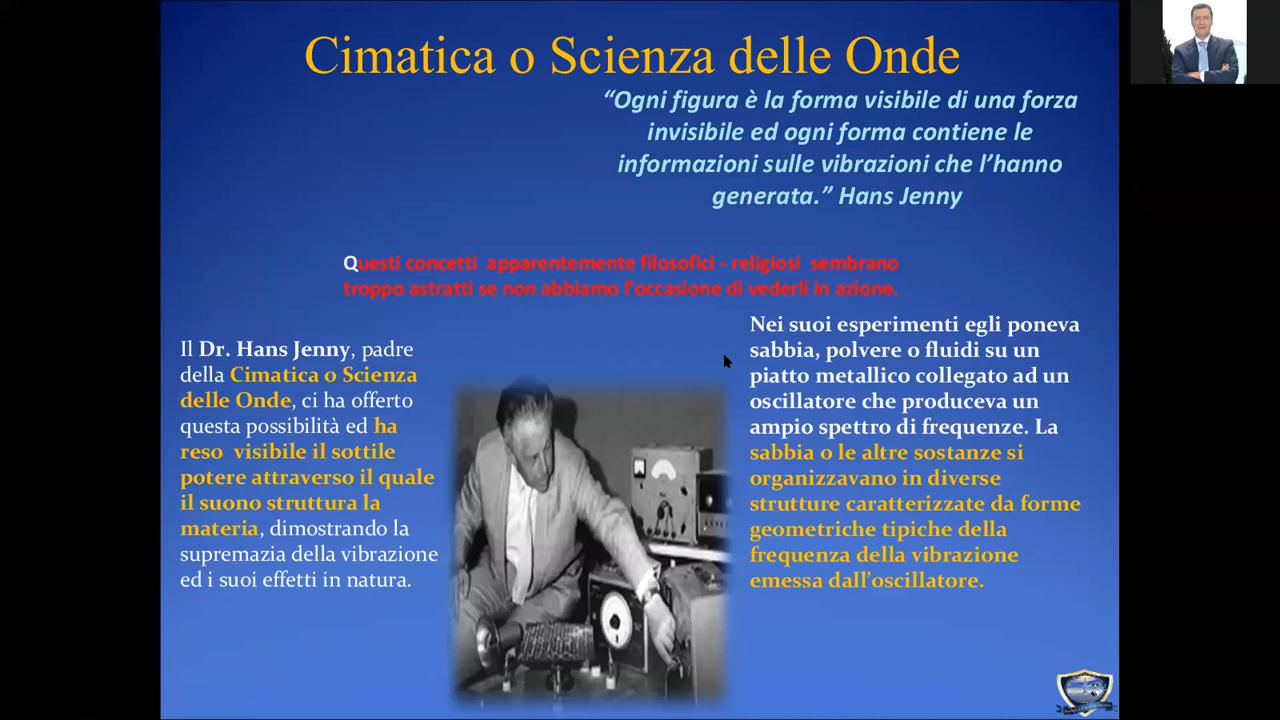 Cimatica o Scienza delle Onde
“Ogni figura è la forma visibile di una forza
invisibile ed ogni forma contiene le
informazioni sulle vibrazioni che l’hanno
generata.” Hans Jenny
Questi concetti apparentemente filosofici - religiosi sembrano
troppo astratti se non abbiamo l’occasione di vederli in azione.
Il Dr. Hans Jenny, padre
della Cimatica o Scienza
delle Onde, ci ha offerto
questa possibilità ed ha
reso visibile il sottile
potere attraverso il quale
il suono struttura la
materia, dimostrando la
supremazia della vibrazione
ed i suoi effetti in natura.
Nei suoi esperimenti egli poneva
sabbia, polvere o fluidi su un
piatto metallico collegato ad un
oscillatore che produceva un
ampio spettro di frequenze. La
sabbia o le altre sostanze si
organizzavano in diverse
strutture caratterizzate da forme
geometriche tipiche della
frequenza della vibrazione
emessa dall’oscillatore.